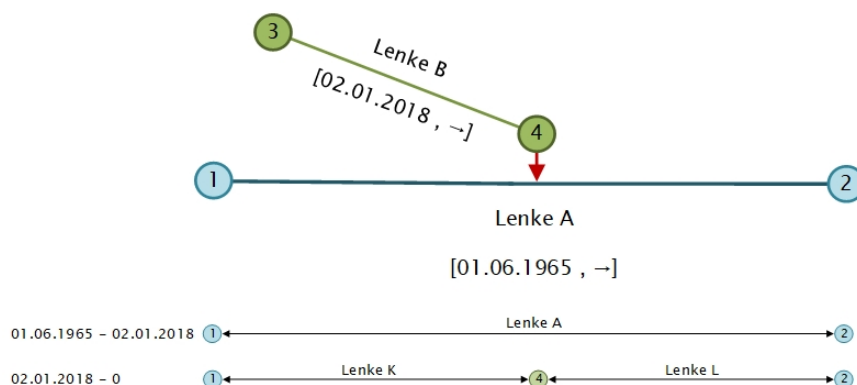 3
Lenke B
[02.01.2018 , →]
4
1
2
Lenke A
[01.06.1965 , →]
01.06.1965 – 02.01.2018 1 Lenke A 2
02.01.2018 – 0 1 Lenke K 4 Lenke L 2